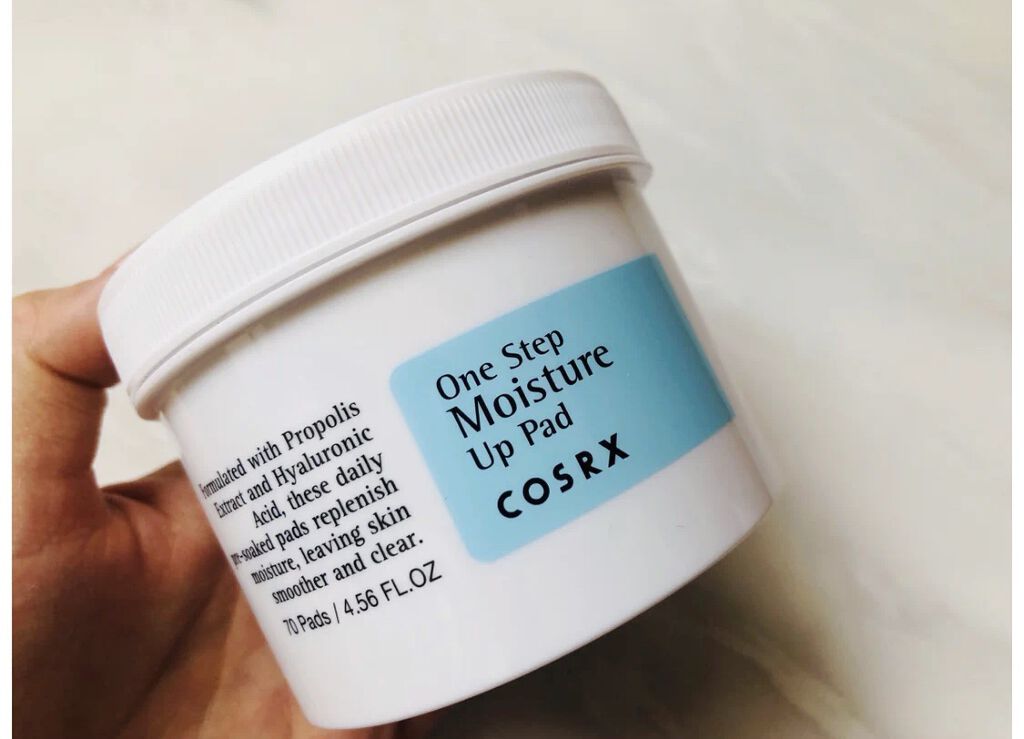 One Step
Moisture
Up Pad
COSRX
Formulated with Propolis
Extract and Hyaluronic
Acid, these daily
pre-soaked pads replenish
moisture, leaving skin
smoother and clear.
70 Pads / 4.56 FL.OZ